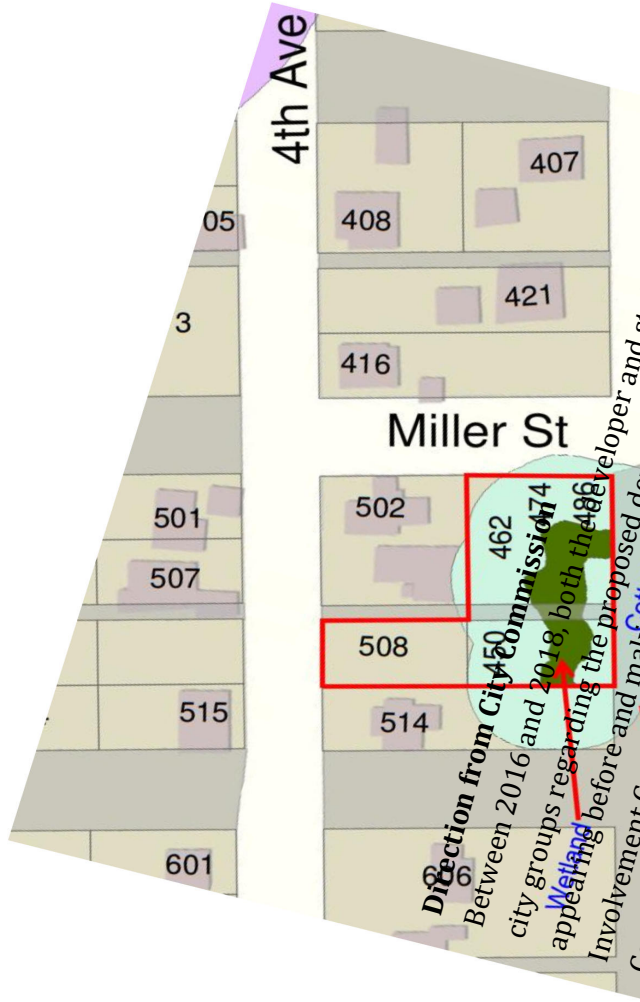 4th Ave
407
05
408
421
3
416
Miller St
502
462
474
486
501
507
508
450
515
514
601
606
Wetland
Direction from City Commission
Between 2016 and 2018, both the developer and
city groups regarding the proposed
appearing before and
Involvement